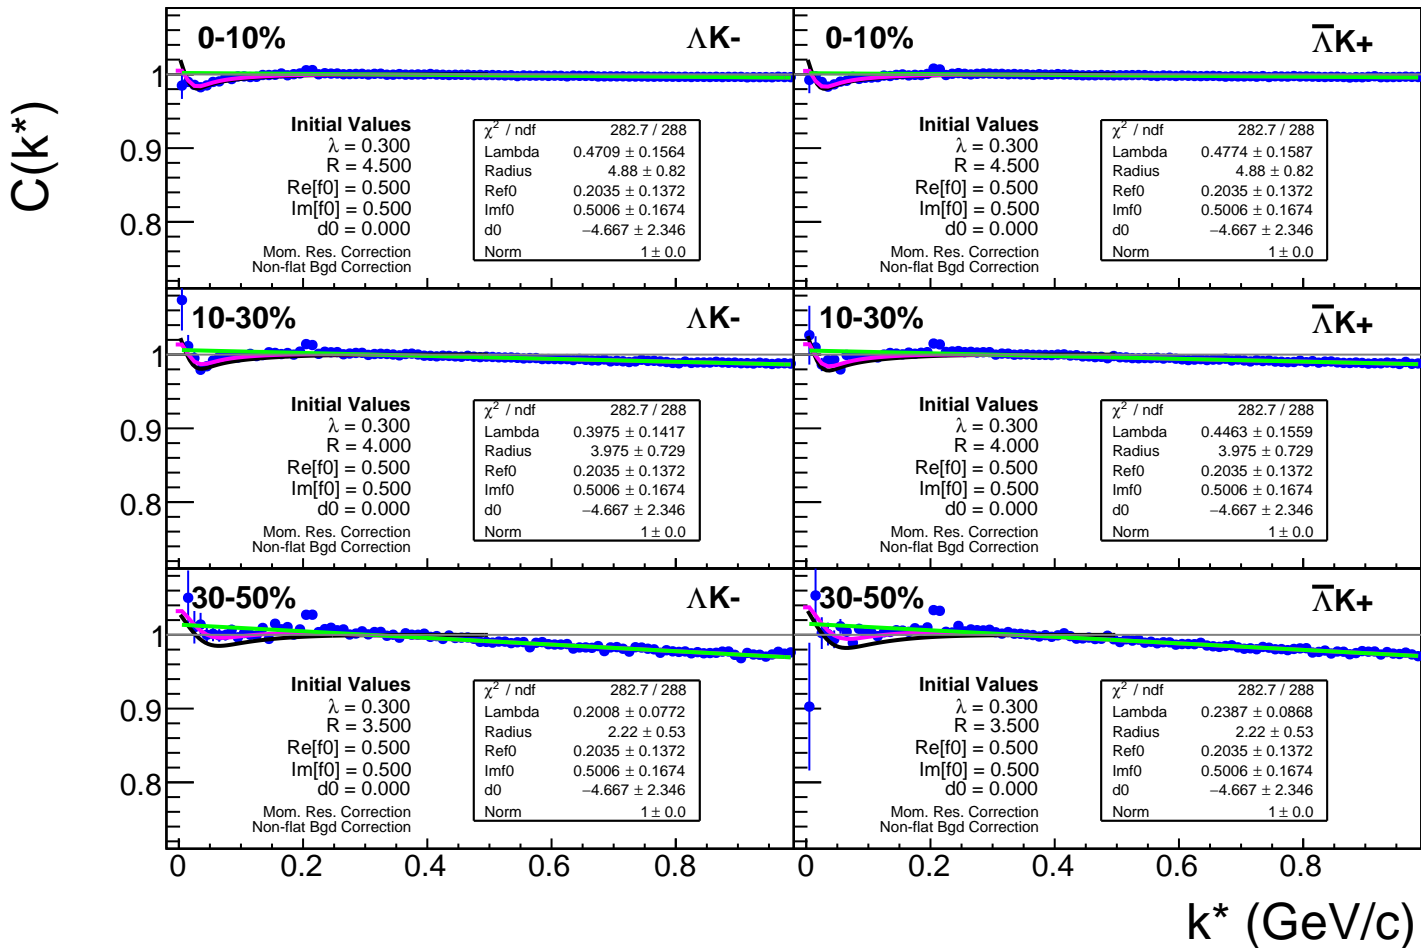 C(k*)
0-10%
ΛK-
1
0.9
0.8
Initial Values
λ = 0.300
R = 4.500
Re[f0] = 0.500
Im[f0] = 0.500
d0 = 0.000
Mom. Res. Correction
Non-flat Bgd Correction
χ² / ndf 282.7 / 288
Lambda 0.4709 ± 0.1564
Radius 4.88 ± 0.82
Ref0 0.2035 ± 0.1372
Imf0 0.5006 ± 0.1674
d0 −4.667 ± 2.346
Norm 1 ± 0.0
0-10%
Λ̅K+
Initial Values
λ = 0.300
R = 4.500
Re[f0] = 0.500
Im[f0] = 0.500
d0 = 0.000
Mom. Res. Correction
Non-flat Bgd Correction
χ² / ndf 282.7 / 288
Lambda 0.4774 ± 0.1587
Radius 4.88 ± 0.82
Ref0 0.2035 ± 0.1372
Imf0 0.5006 ± 0.1674
d0 −4.667 ± 2.346
Norm 1 ± 0.0
10-30%
ΛK-
1
0.9
0.8
Initial Values
λ = 0.300
R = 4.000
Re[f0] = 0.500
Im[f0] = 0.500
d0 = 0.000
Mom. Res. Correction
Non-flat Bgd Correction
χ² / ndf 282.7 / 288
Lambda 0.3975 ± 0.1417
Radius 3.975 ± 0.729
Ref0 0.2035 ± 0.1372
Imf0 0.5006 ± 0.1674
d0 −4.667 ± 2.346
Norm 1 ± 0.0
10-30%
Λ̅K+
Initial Values
λ = 0.300
R = 4.000
Re[f0] = 0.500
Im[f0] = 0.500
d0 = 0.000
Mom. Res. Correction
Non-flat Bgd Correction
χ² / ndf 282.7 / 288
Lambda 0.4463 ± 0.1559
Radius 3.975 ± 0.729
Ref0 0.2035 ± 0.1372
Imf0 0.5006 ± 0.1674
d0 −4.667 ± 2.346
Norm 1 ± 0.0
30-50%
ΛK-
1
0.9
0.8
Initial Values
λ = 0.300
R = 3.500
Re[f0] = 0.500
Im[f0] = 0.500
d0 = 0.000
Mom. Res. Correction
Non-flat Bgd Correction
χ² / ndf 282.7 / 288
Lambda 0.2008 ± 0.0772
Radius 2.22 ± 0.53
Ref0 0.2035 ± 0.1372
Imf0 0.5006 ± 0.1674
d0 −4.667 ± 2.346
Norm 1 ± 0.0
30-50%
Λ̅K+
Initial Values
λ = 0.300
R = 3.500
Re[f0] = 0.500
Im[f0] = 0.500
d0 = 0.000
Mom. Res. Correction
Non-flat Bgd Correction
χ² / ndf 282.7 / 288
Lambda 0.2387 ± 0.0868
Radius 2.22 ± 0.53
Ref0 0.2035 ± 0.1372
Imf0 0.5006 ± 0.1674
d0 −4.667 ± 2.346
Norm 1 ± 0.0
0 0.2 0.4 0.6 0.8 0 0.2 0.4 0.6 0.8
k* (GeV/c)